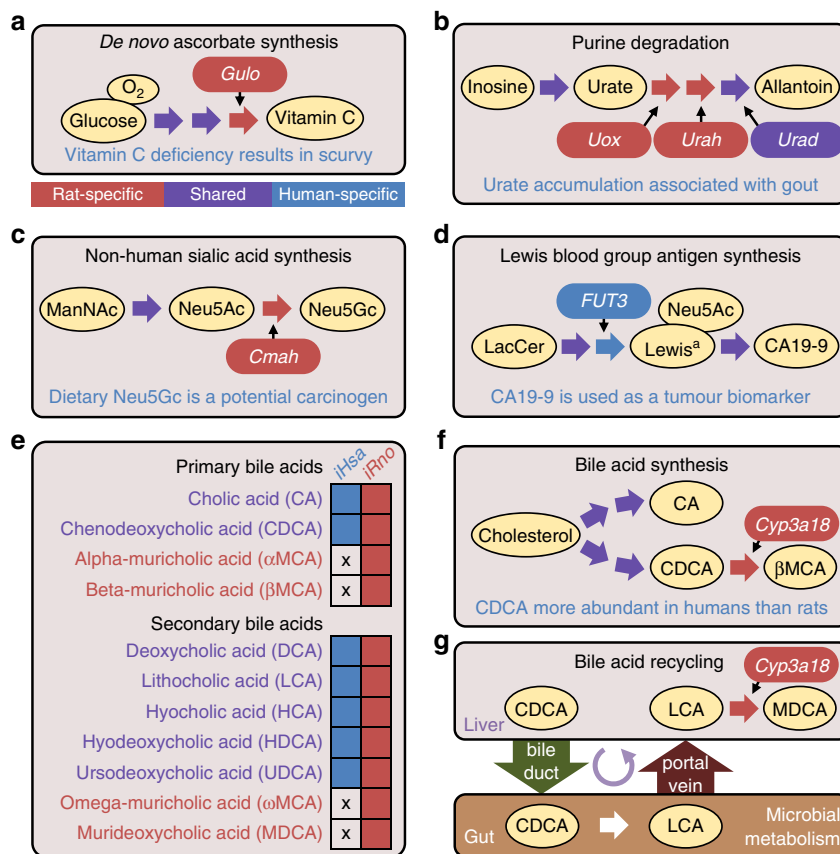 a
De novo ascorbate synthesis
Gulo
O2
Glucose
Vitamin C
Vitamin C deficiency results in scurvy
Rat-specific
Shared
Human-specific
b
Purine degradation
Inosine
Urate
Allantoin
Uox
Urah
Urad
Urate accumulation associated with gout
c
Non-human sialic acid synthesis
ManNAc
Neu5Ac
Neu5Gc
Cmah
Dietary Neu5Gc is a potential carcinogen
d
Lewis blood group antigen synthesis
FUT3
Neu5Ac
LacCer
Lewisᵃ
CA19-9
CA19-9 is used as a tumour biomarker
e
Primary bile acids
iHsa
iRno
Cholic acid (CA)
Chenodeoxycholic acid (CDCA)
Alpha-muricholic acid (αMCA) x
Beta-muricholic acid (βMCA) x
Secondary bile acids
Deoxycholic acid (DCA)
Lithocholic acid (LCA)
Hyocholic acid (HCA)
Hyodeoxycholic acid (HDCA)
Ursodeoxycholic acid (UDCA)
Omega-muricholic acid (ωMCA) x
Murideoxycholic acid (MDCA) x
f
Bile acid synthesis
CA
Cholesterol
Cyp3a18
CDCA
βMCA
CDCA more abundant in humans than rats
g
Bile acid recycling
Cyp3a18
CDCA
LCA
MDCA
Liver
bile
duct
portal
vein
CDCA
LCA
Gut
Microbial
metabolism